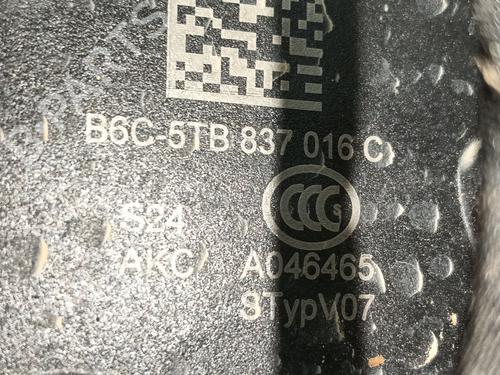 B6C-5TB 837 016 C
CCC S
S24
AKC A046465
STypV07